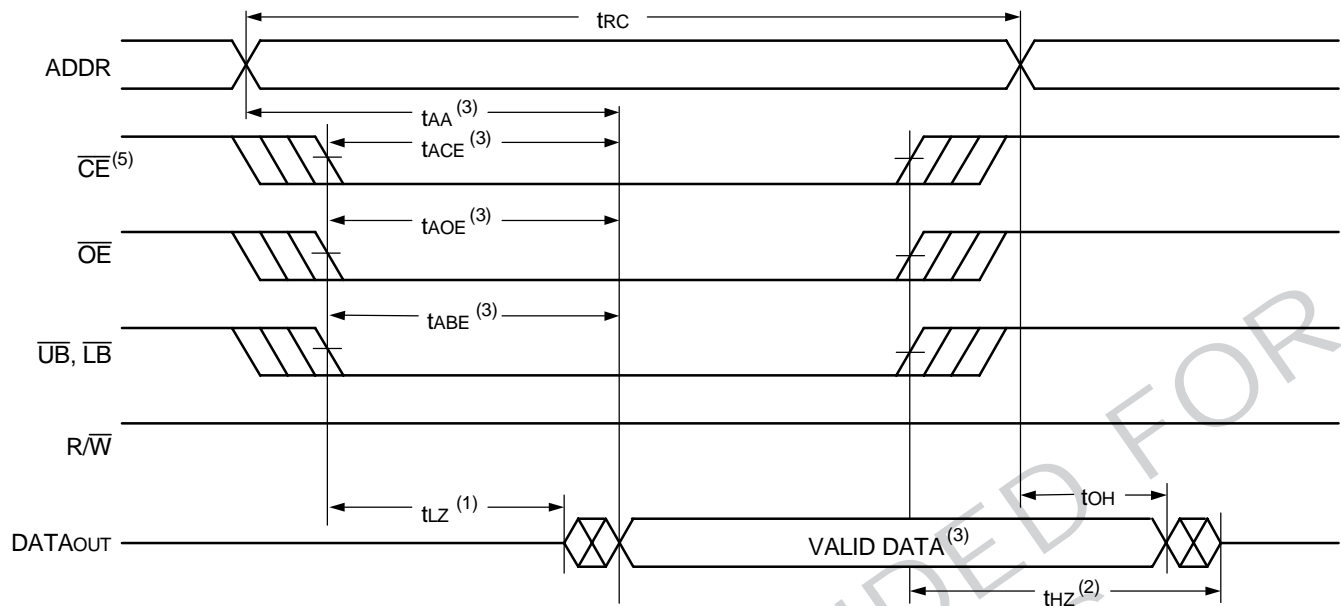 tRC
ADDR
tAA (3)
tACE (3)
CE(5)
tAOE (3)
OE
tABE (3)
UB, LB
R/W
tLZ (1)
tOH
DATAOUT
VALID DATA(3)
tHZ (2)
DED FOR